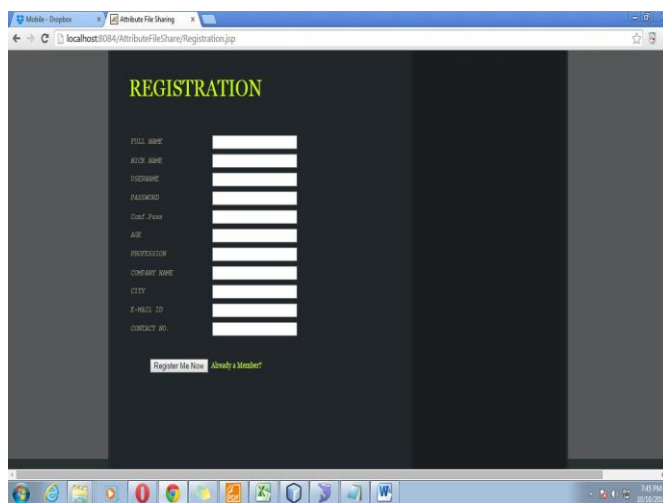 Mobile - Dropbox
Attribute File Sharing
localhost:8084/AttributeFileShare/Registration.jsp
REGISTRATION
FULL NAME
NICK NAME
USERNAME
PASSWORD
Conf.Pass
AGE
PROFESSION
COMPANY NAME
CITY
E-MAIL ID
CONTACT NO.
Register Me Now Already a Member?
7:45 PM